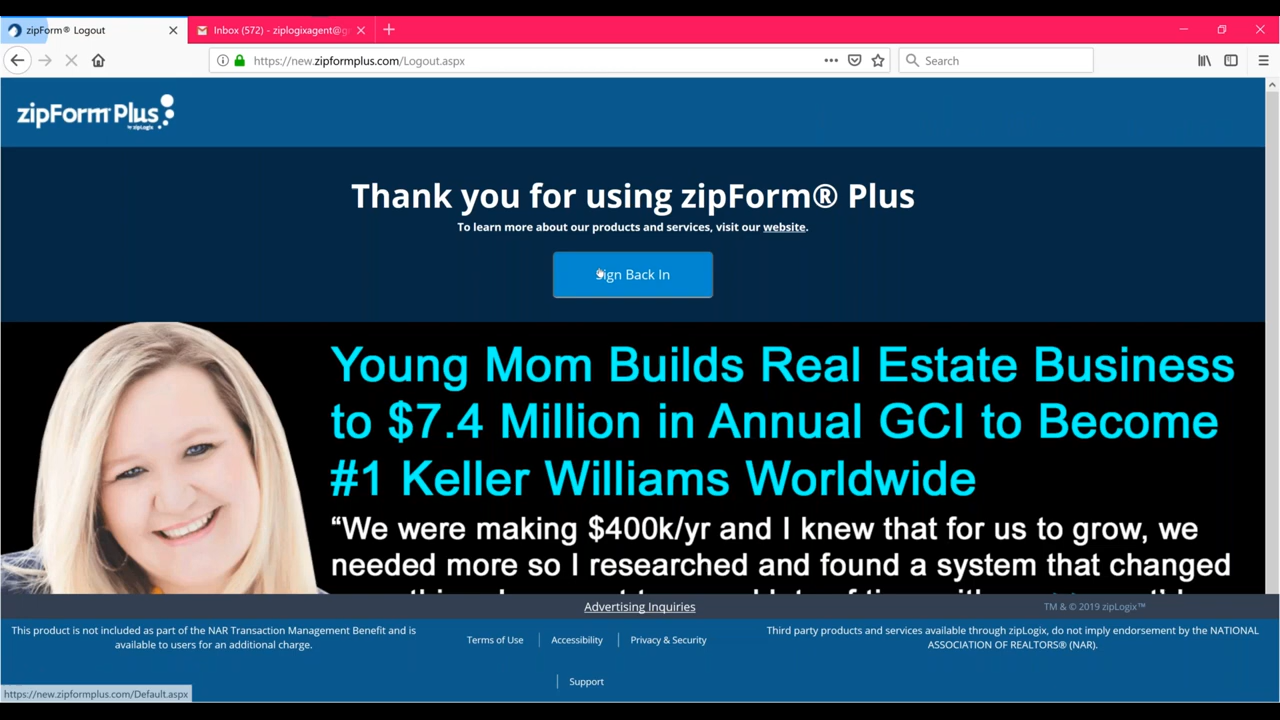 zipForm® Logout
Inbox (572) - ziplogixagent@g
https://new.zipformplus.com/Logout.aspx
Search
zipForm Plus
by zipLogix
Thank you for using zipForm® Plus
To learn more about our products and services, visit our website.
Sign Back In
Young Mom Builds Real Estate Business
to $7.4 Million in Annual GCI to Become
#1 Keller Williams Worldwide
“We were making $400k/yr and I knew that for us to grow, we
needed more so I researched and found a system that changed
Advertising Inquiries
TM & © 2019 zipLogix™
This product is not included as part of the NAR Transaction Management Benefit and is
available to users for an additional charge.
Terms of Use
Accessibility
Privacy & Security
Support
Third party products and services available through zipLogix, do not imply endorsement by the NATIONAL
ASSOCIATION OF REALTORS® (NAR).
https://new.zipformplus.com/Default.aspx